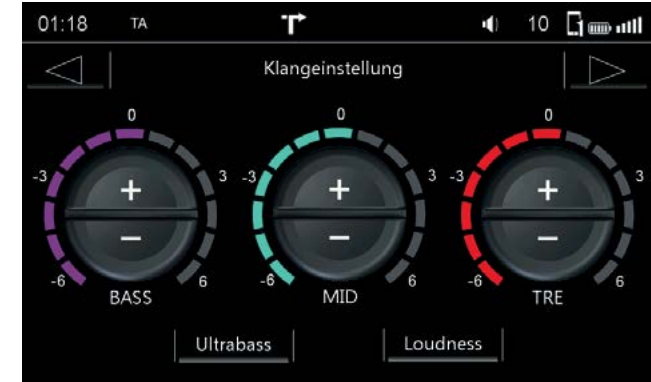 01:18 TA 10
Klangeinstellung
0 0 0
-3 + 3 -3 + 3 -3 + 3
- - -
-6 6 -6 6 -6 6
BASS MID TRE
Ultrabass Loudness